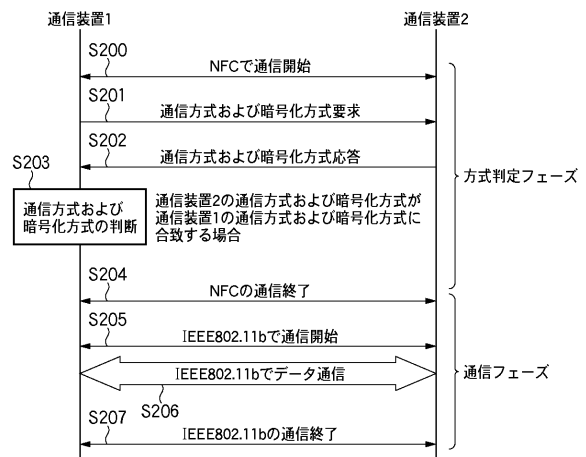 通信装置1
通信装置2
S200
NFCで通信開始
S201
通信方式および暗号化方式要求
S202
通信方式および暗号化方式応答
S203
通信方式および
暗号化方式の判断
通信装置2の通信方式および暗号化方式が
通信装置1の通信方式および暗号化方式に
合致する場合
方式判定フェーズ
S204
NFCの通信終了
S205
IEEE802.11bで通信開始
IEEE802.11bでデータ通信
S206
通信フェーズ
S207
IEEE802.11bの通信終了